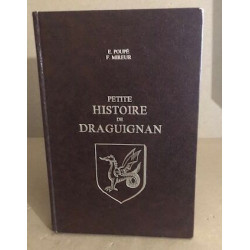 E. POUPÉ
F. MIREUR
PETITE
HISTOIRE
DE
DRAGUIGNAN